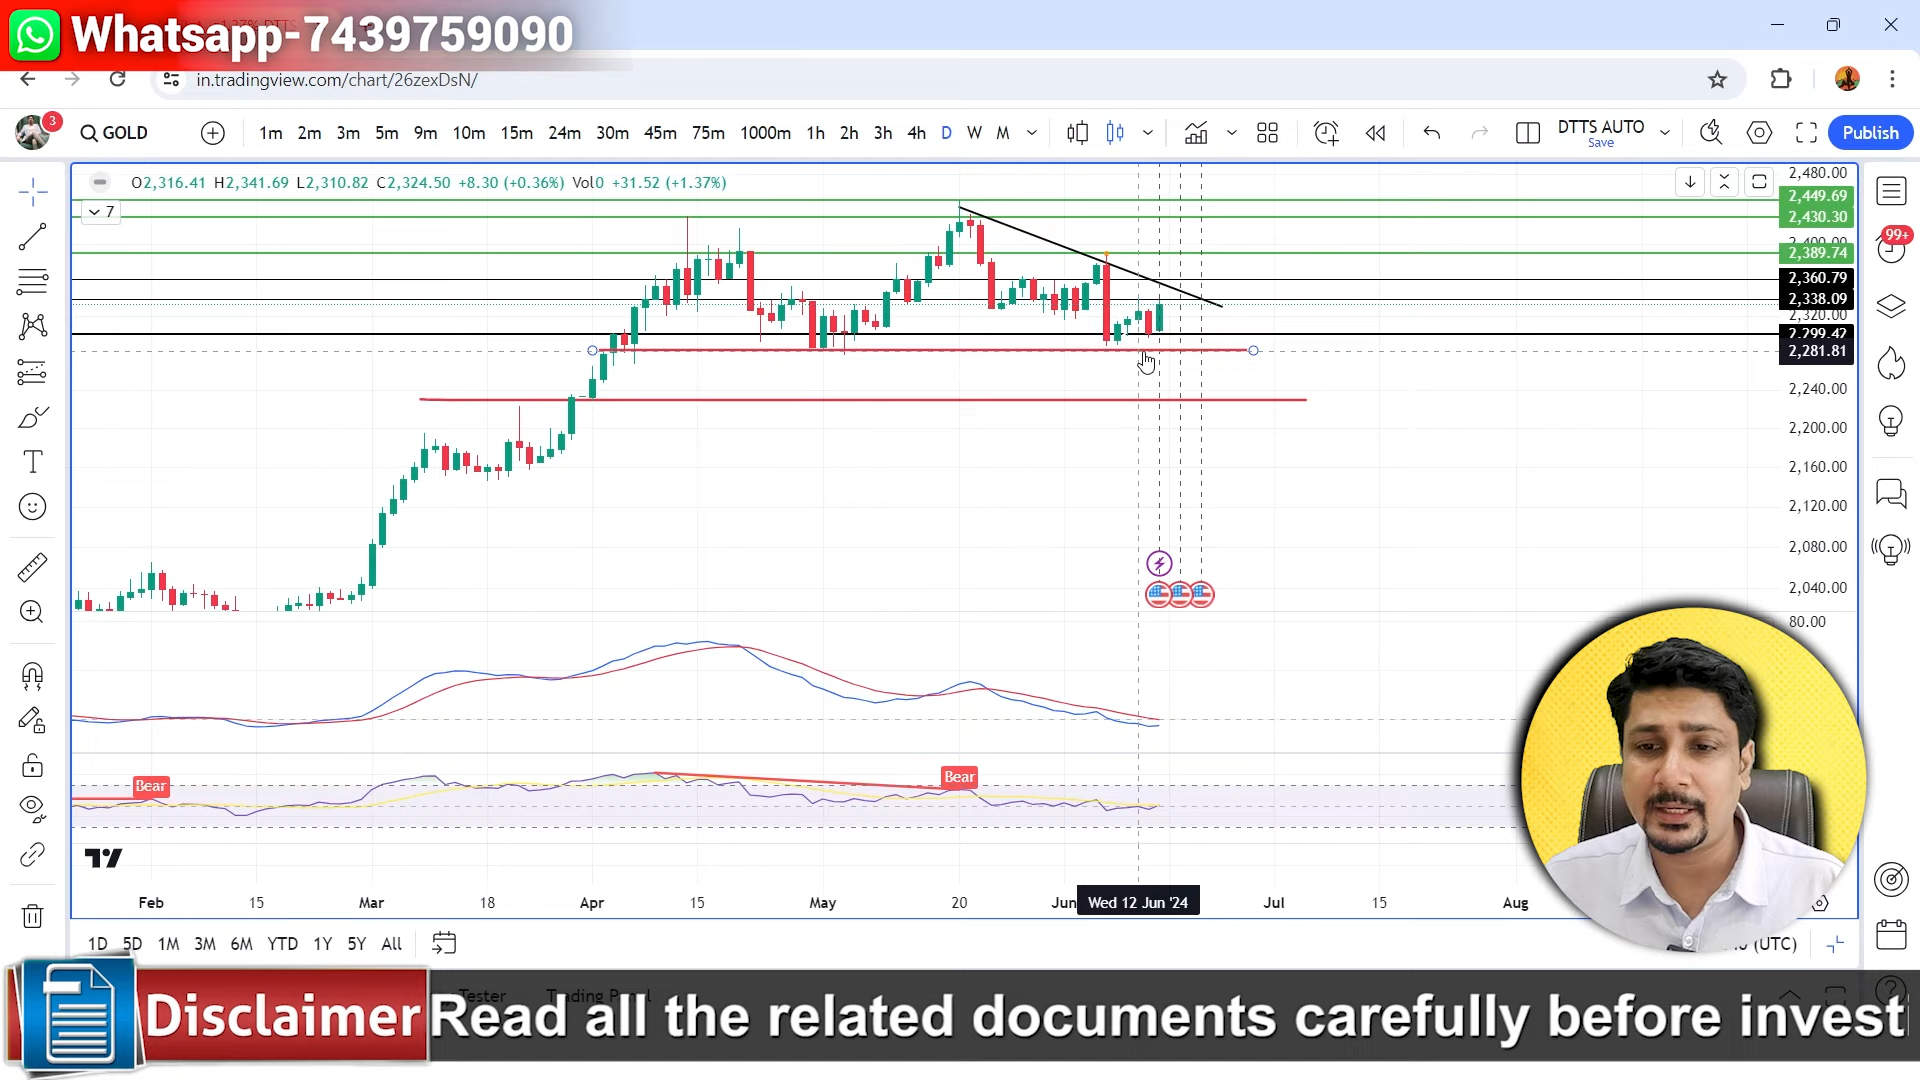 Whatsapp-7439759090
in.tradingview.com/chart/26zexDsN/
3
GOLD
1m 2m 3m 5m 9m 10m 15m 24m 30m 45m 75m 1000m 1h 2h 3h 4h D W M
DTTS AUTO
Save
Publish
O2,316.41 H2,341.69 L2,310.82 C2,324.50 +8.30 (+0.36%) Vol0 +31.52 (+1.37%)
7
2,480.00
2,449.69
2,430.30
2,400.00
2,389.74
2,360.79
2,338.09
2,320.00
2,299.42
2,281.81
2,240.00
2,200.00
2,160.00
2,120.00
2,080.00
2,040.00
80.00
99+
Bear
Bear
Feb 15 Mar 18 Apr 15 May 20 Jun Wed 12 Jun '24 Jul 15 Aug
1D 5D 1M 3M 6M YTD 1Y 5Y All
(UTC)
Tester
Disclaimer
Read all the related documents carefully before invest